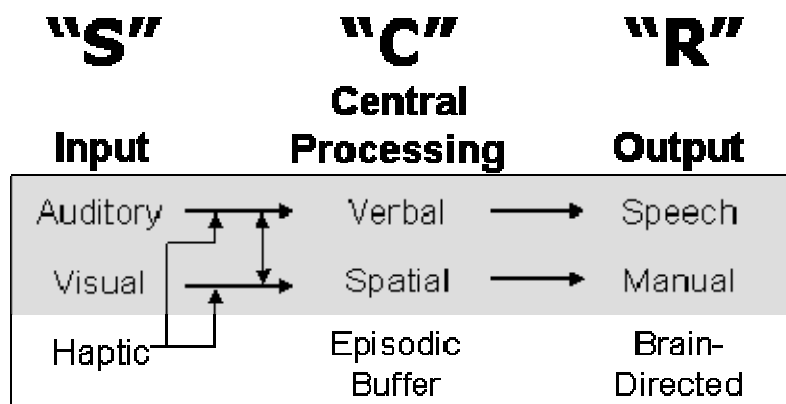 “S” “C” “R”
Central
Input Processing Output
Auditory Verbal Speech
Visual Spatial Manual
Haptic Episodic Brain-
Buffer Directed